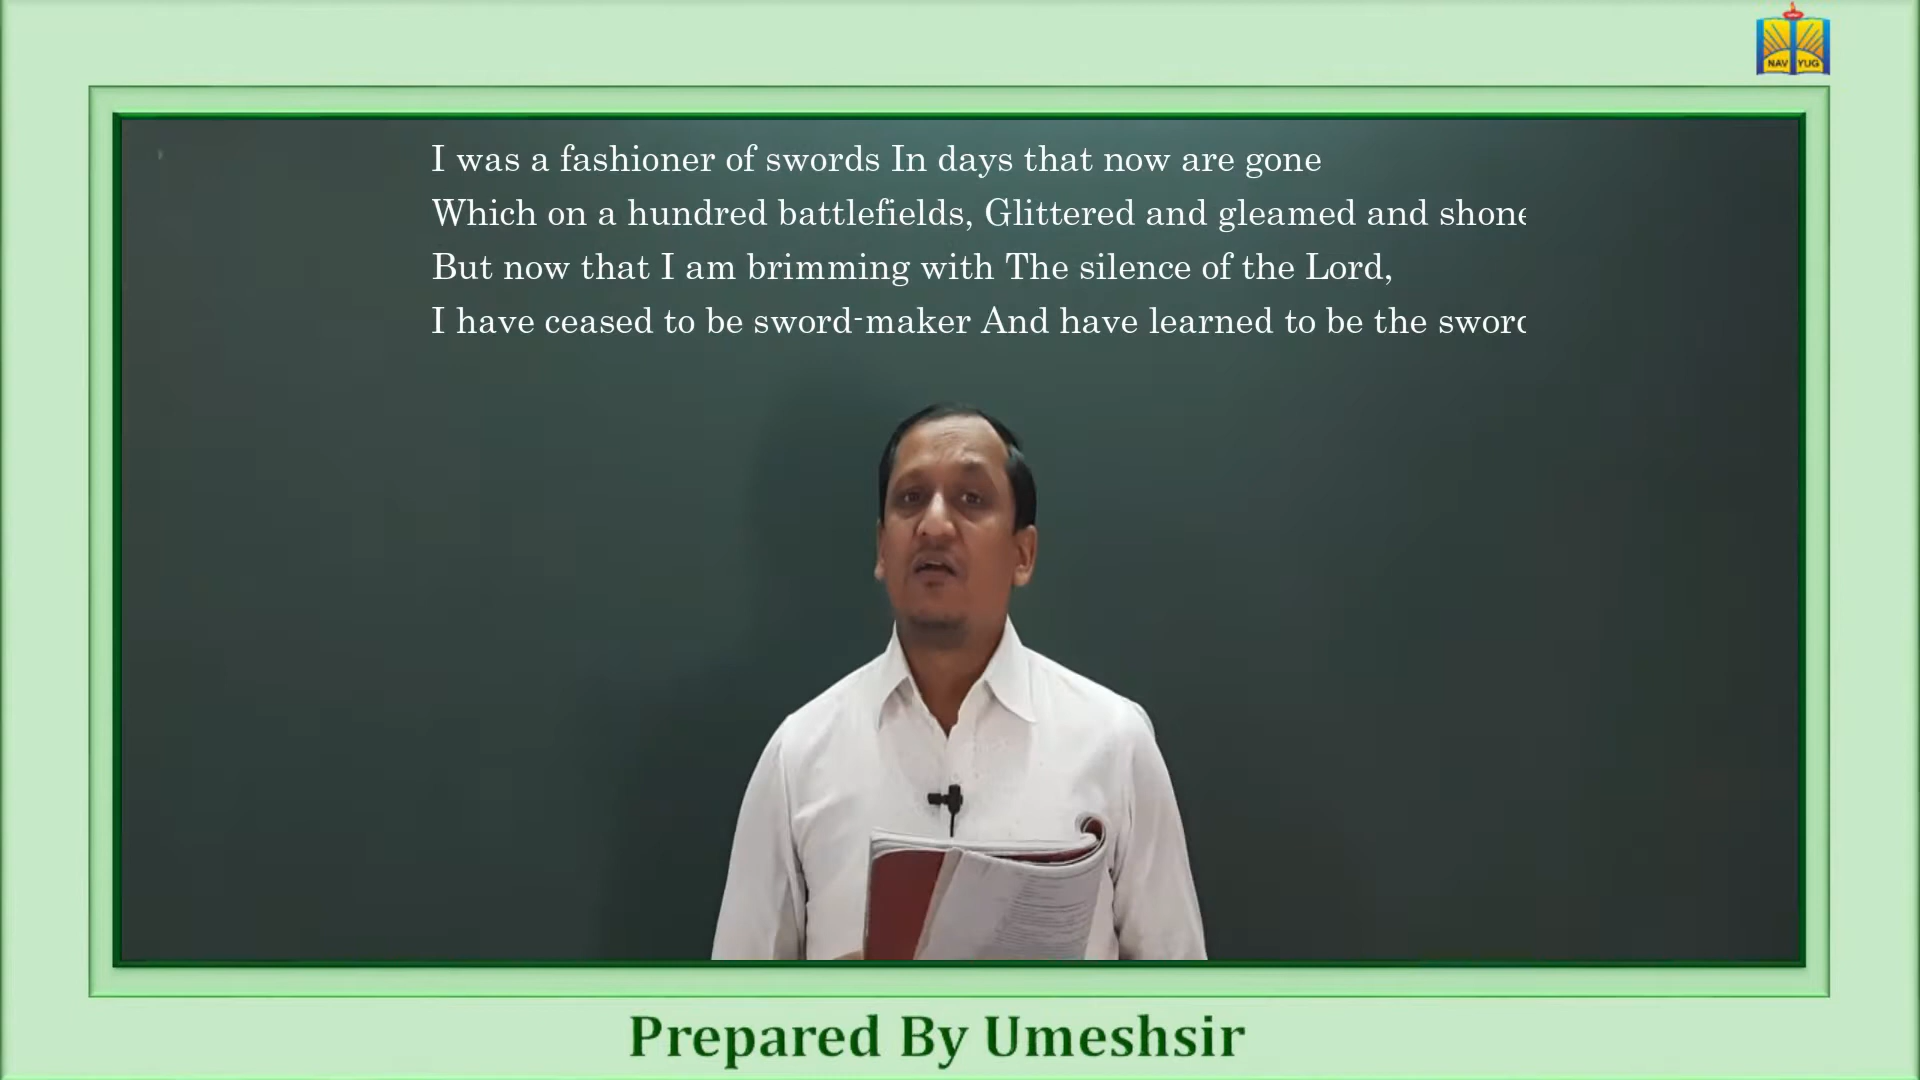 NAV YUG
I was a fashioner of swords In days that now are gone
Which on a hundred battlefields, Glittered and gleamed and shone
But now that I am brimming with The silence of the Lord,
I have ceased to be sword-maker And have learned to be the sword
Prepared By Umeshsir